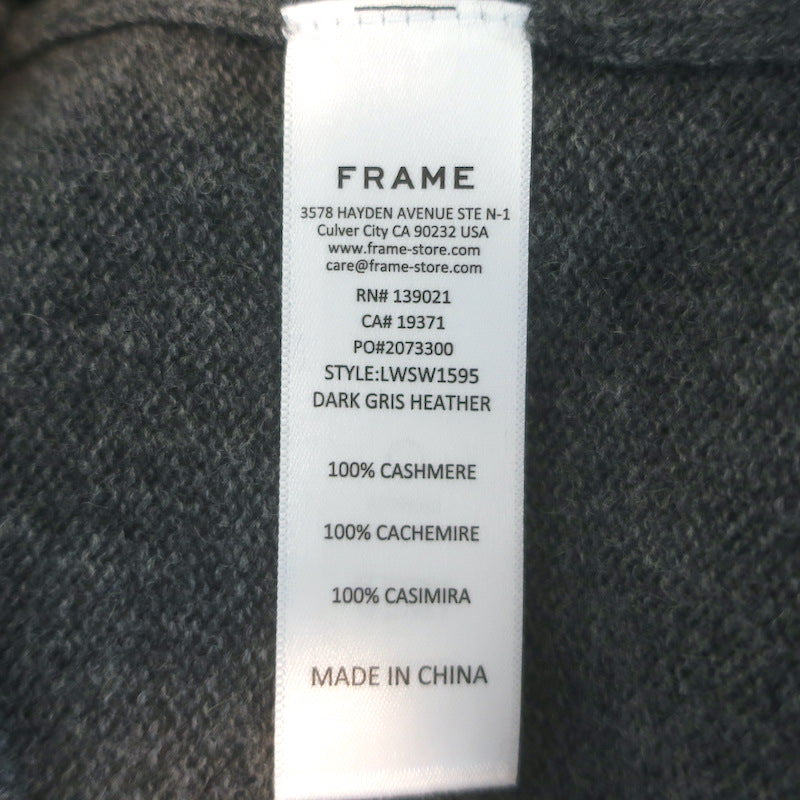 FRAME
3578 HAYDEN AVENUE STE N-1
Culver City CA 90232 USA
www.frame-store.com
care@frame-store.com
RN# 139021
CA# 19371
PO#2073300
STYLE:LWSW1595
DARK GRIS HEATHER
100% CASHMERE
100% CACHEMIRE
100% CASIMIRA
MADE IN CHINA